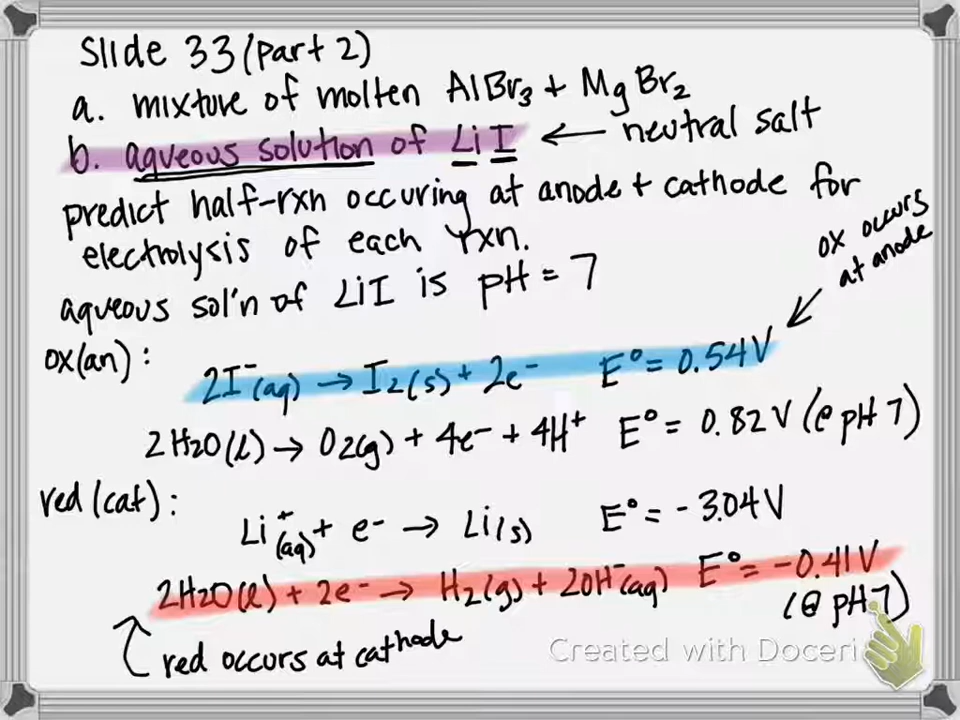 Slide 33 (part 2)
a. mixture of molten AlBr3 + MgBr2
b. aqueous solution of LiI ← neutral salt
predict half-rxn occuring at anode + cathode for
electrolysis of each rxn.
ox occurs
at anode
aqueous sol'n of LiI is pH = 7
ox(an):
2I⁻(aq) → I2(s) + 2e⁻ E° = 0.54V
2H2O(l) → O2(g) + 4e⁻ + 4H⁺ E° = 0.82V (@ pH 7)
red(cat):
Li⁺(aq) + e⁻ → Li(s) E° = -3.04V
2H2O(l) + 2e⁻ → H2(g) + 2OH⁻(aq) E° = -0.41V
(@ pH 7)
red occurs at cathode
Created with Doceri